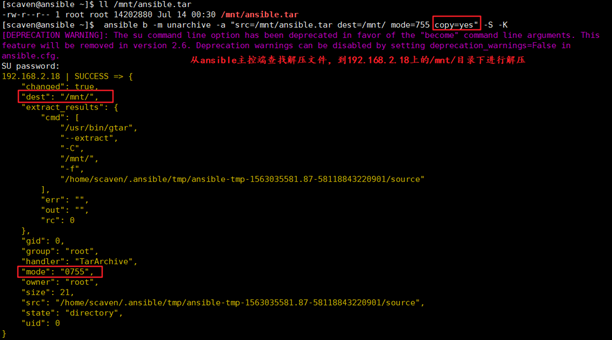 [scaven@ansible ~]$ ll /mnt/ansible.tar
-rw-r--r-- 1 root root 14202880 Jul 14 00:30 /mnt/ansible.tar
[scaven@ansible ~]$  ansible b -m unarchive -a "src=/mnt/ansible.tar dest=/mnt/ mode=755 copy=yes" -S -K
[DEPRECATION WARNING]: The su command line option has been deprecated in favor of the "become" command line arguments. This
feature will be removed in version 2.6. Deprecation warnings can be disabled by setting deprecation_warnings=False in
ansible.cfg.
从ansible主控端查找解压文件，到192.168.2.18上的/mnt/目录下进行解压
SU password:
192.168.2.18 | SUCCESS => {
    "changed": true,
    "dest": "/mnt/",
    "extract_results": {
        "cmd": [
            "/usr/bin/gtar",
            "--extract",
            "-C",
            "/mnt/",
            "-f",
            "/home/scaven/.ansible/tmp/ansible-tmp-1563035581.87-58118843220901/source"
        ],
        "err": "",
        "out": "",
        "rc": 0
    },
    "gid": 0,
    "group": "root",
    "handler": "TarArchive",
    "mode": "0755",
    "owner": "root",
    "size": 21,
    "src": "/home/scaven/.ansible/tmp/ansible-tmp-1563035581.87-58118843220901/source",
    "state": "directory",
    "uid": 0
}